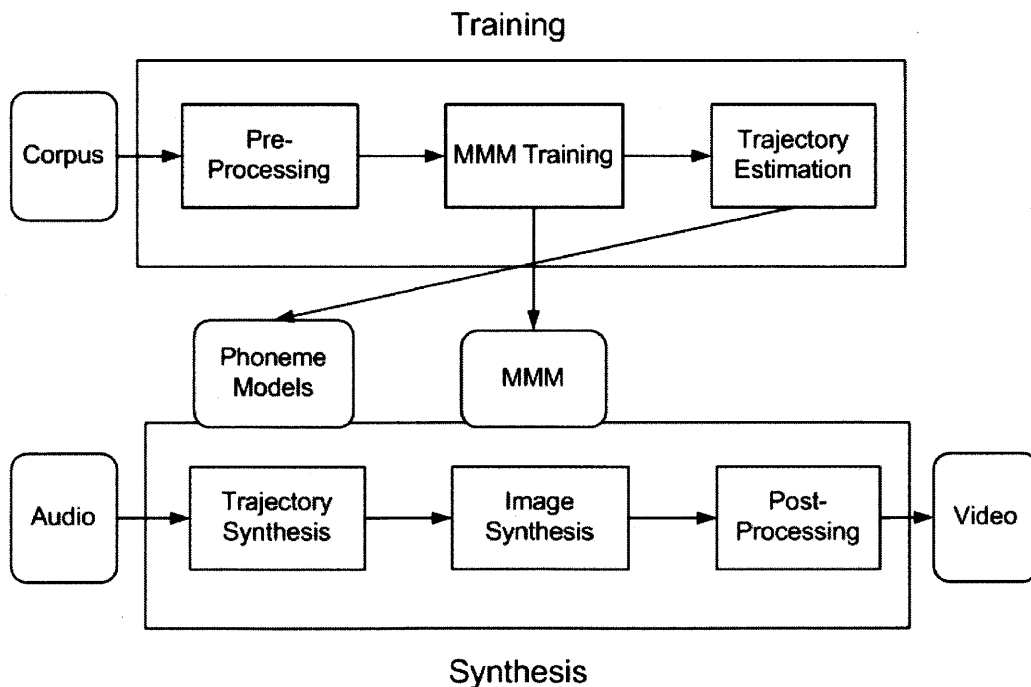 Training
Corpus
Pre-
Processing
MMM Training
Trajectory
Estimation
Phoneme
Models
MMM
Audio
Trajectory
Synthesis
Image
Synthesis
Post-
Processing
Video
Synthesis